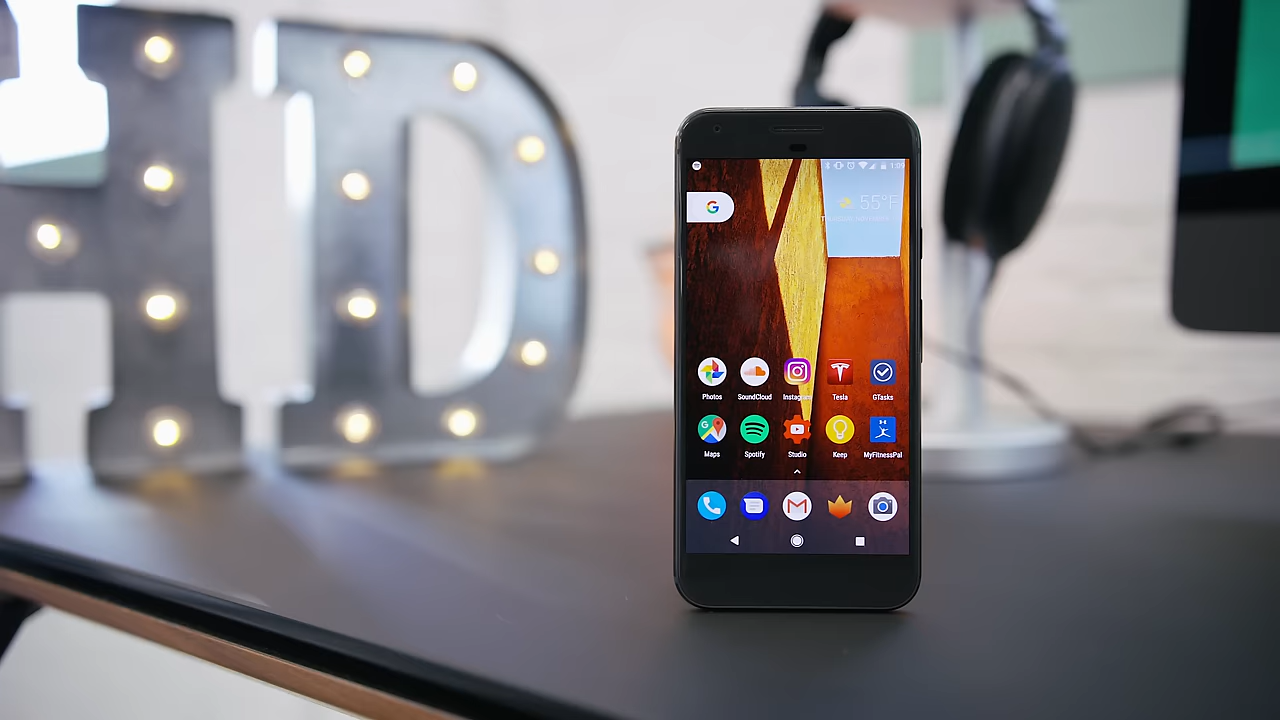 HD
G
55°F
Photos
SoundCloud
Instagram
Tesla
GTasks
Maps
Spotify
Studio
Keep
MyFitnessPal